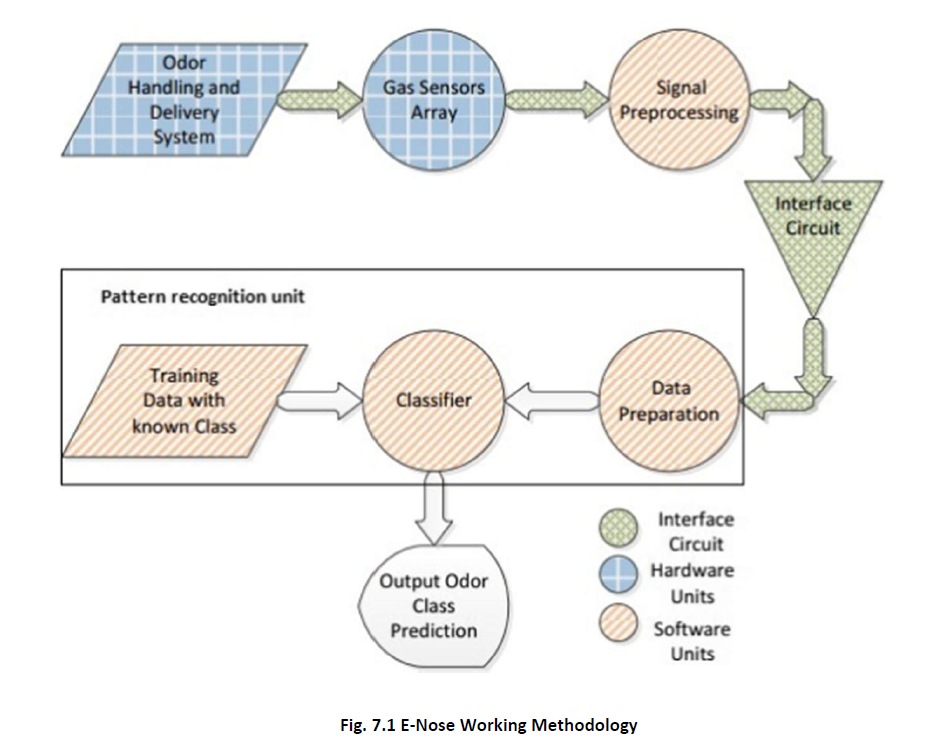 Odor
Handling and
Delivery
System
Gas Sensors
Array
Signal
Preprocessing
Interface
Circuit
Pattern recognition unit
Training
Data with
known Class
Classifier
Data
Preparation
Output Odor
Class
Prediction
Interface
Circuit
Hardware
Units
Software
Units
Fig. 7.1 E-Nose Working Methodology